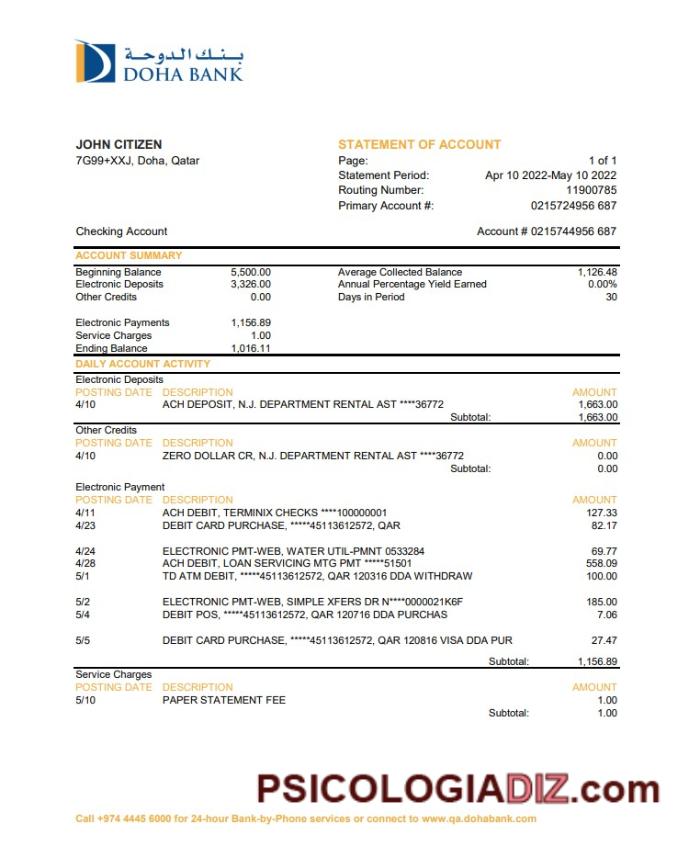 بنك الدوحة
DOHA BANK
JOHN CITIZEN
7G99+XXJ, Doha, Qatar
STATEMENT OF ACCOUNT
Page: 1 of 1
Statement Period: Apr 10 2022-May 10 2022
Routing Number: 11900785
Primary Account #: 0215724956 687
Checking Account Account # 0215744956 687
ACCOUNT SUMMARY
Beginning Balance 5,500.00 Average Collected Balance 1,126.48
Electronic Deposits 3,326.00 Annual Percentage Yield Earned 0.00%
Other Credits 0.00 Days in Period 30
Electronic Payments 1,156.89
Service Charges 1.00
Ending Balance 1,016.11
DAILY ACCOUNT ACTIVITY
Electronic Deposits
POSTING DATE DESCRIPTION AMOUNT
4/10 ACH DEPOSIT, N.J. DEPARTMENT RENTAL AST ****36772 1,663.00
Subtotal: 1,663.00
Other Credits
POSTING DATE DESCRIPTION AMOUNT
4/10 ZERO DOLLAR CR, N.J. DEPARTMENT RENTAL AST ****36772 0.00
Subtotal: 0.00
Electronic Payment
POSTING DATE DESCRIPTION AMOUNT
4/11 ACH DEBIT, TERMINIX CHECKS ****100000001 127.33
4/23 DEBIT CARD PURCHASE, *****45113612572, QAR 82.17
4/24 ELECTRONIC PMT-WEB, WATER UTIL-PMNT 0533284 69.77
4/28 ACH DEBIT, LOAN SERVICING MTG PMT *****51501 558.09
5/1 TD ATM DEBIT, *****45113612572, QAR 120316 DDA WITHDRAW 100.00
5/2 ELECTRONIC PMT-WEB, SIMPLE XFERS DR N****0000021K6F 185.00
5/4 DEBIT POS, *****45113612572, QAR 120716 DDA PURCHAS 7.06
5/5 DEBIT CARD PURCHASE, *****45113612572, QAR 120816 VISA DDA PUR 27.47
Subtotal: 1,156.89
Service Charges
POSTING DATE DESCRIPTION AMOUNT
5/10 PAPER STATEMENT FEE 1.00
Subtotal: 1.00
PSICOLOGIADIZ.com
Call +974 4445 6000 for 24-hour Bank-by-Phone services or connect to www.qa.dohabank.com